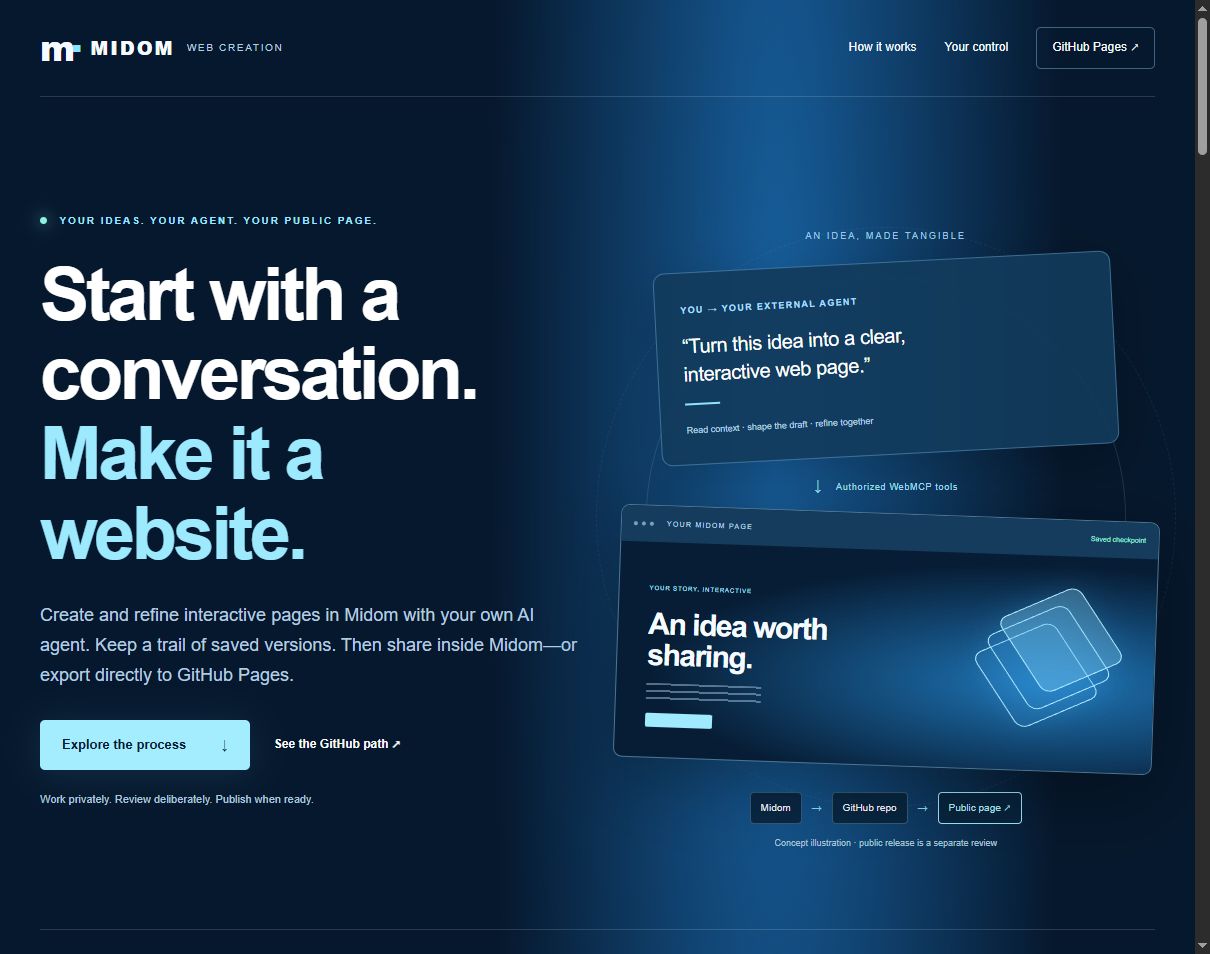 m MIDOM WEB CREATION
How it works
Your control
GitHub Pages ↗
YOUR IDEAS. YOUR AGENT. YOUR PUBLIC PAGE.
Start with a
conversation.
Make it a
website.
Create and refine interactive pages in Midom with your own AI
agent. Keep a trail of saved versions. Then share inside Midom—or
export directly to GitHub Pages.
Explore the process ↓
See the GitHub path ↗
Work privately. Review deliberately. Publish when ready.
AN IDEA, MADE TANGIBLE
YOU → YOUR EXTERNAL AGENT
“Turn this idea into a clear,
interactive web page.”
Read context · shape the draft · refine together
↓ Authorized WebMCP tools
YOUR MIDOM PAGE
Saved checkpoint
YOUR STORY, INTERACTIVE
An idea worth
sharing.
Midom → GitHub repo → Public page ↗
Concept illustration · public release is a separate review